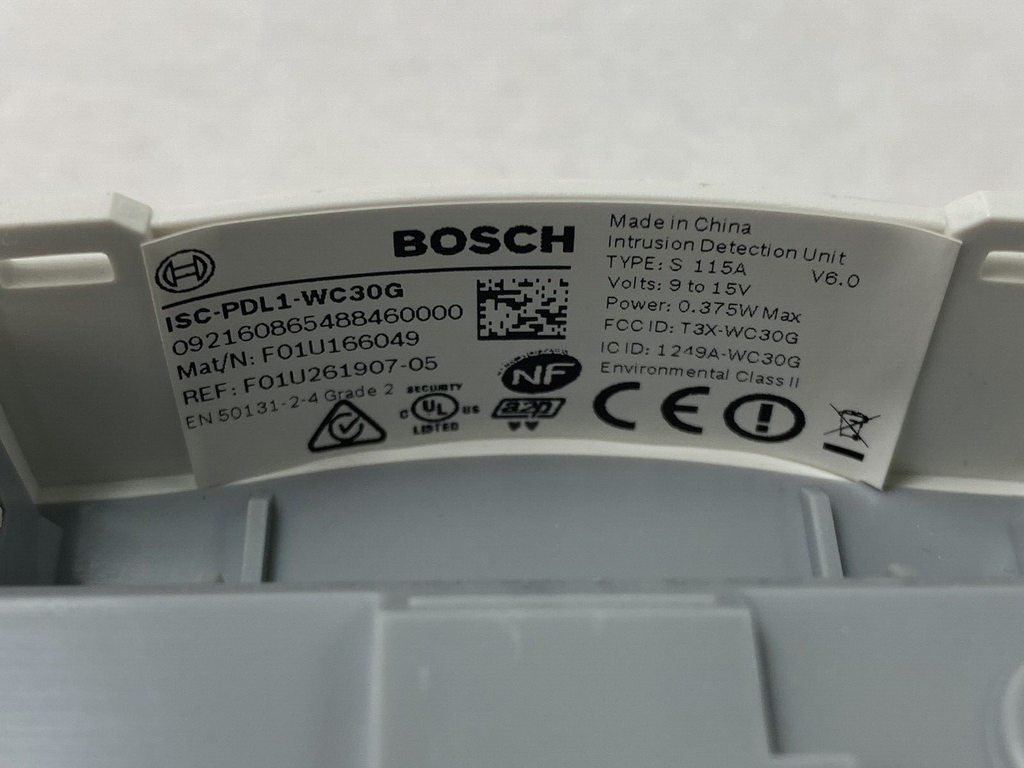 BOSCH
ISC-PDL1-WC30G
092160865488460000
Mat/N: F01U166049
REF: F01U261907-05
EN 50131-2-4 Grade 2
SECURITY
C UL US
LISTED
NF
a2p
Made in China
Intrusion Detection Unit
TYPE: S 115A V6.0
Volts: 9 to 15V
Power: 0.375W Max
FCC ID: T3X-WC30G
IC ID: 1249A-WC30G
Environmental Class II
CE